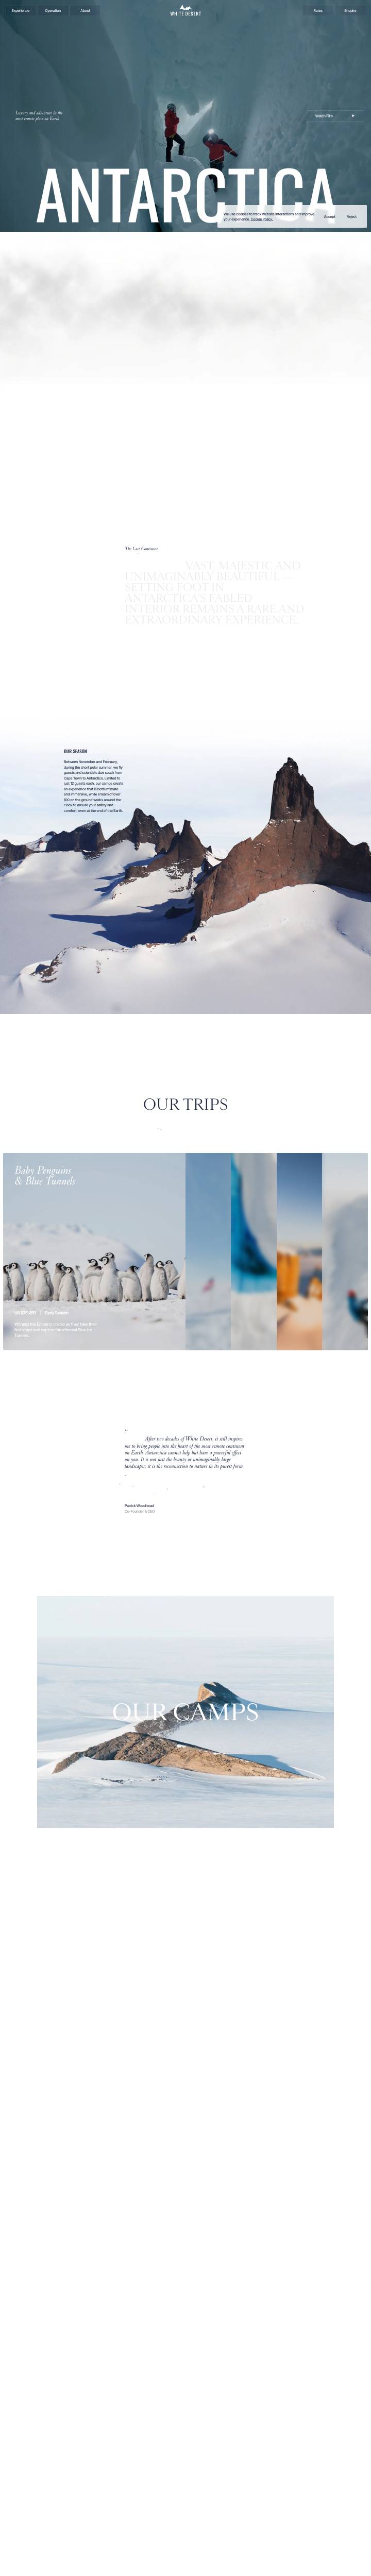 Experience
Operation
About
WHITE DESERT
Notes
Enquire
Luxury and adventure in the
most remote place on Earth
Watch Film
ANTARCTICA
We use cookies to track website interactions and improve
your experience. Cookie Policy.
Accept
Reject
The Lost Continent
VAST, MAJESTIC AND
UNIMAGINABLY BEAUTIFUL —
SETTING FOOT IN
ANTARCTICA'S FABLED
INTERIOR REMAINS A RARE AND
EXTRAORDINARY EXPERIENCE.
OUR SEASON
Between November and February,
during the short polar summer, we fly
guests and scientists due south from
Cape Town to Antarctica. Limited to
just 12 guests each, our camps create
an experience that is both intimate
and immersive, while a team of over
100 on the ground works around the
clock to ensure your safety and
comfort, even at the end of the Earth.
OUR TRIPS
Baby Penguins
& Blue Tunnels
Early Season
"
After two decades of White Desert, it still inspires
me to bring people into the heart of the most remote continent
on Earth. Antarctica cannot help but have a powerful effect
on you. It is not just the beauty or unimaginably large
landscapes, it is the reconnection to nature in its purest form
Patrick Woodhead
Co-Founder & CEO
OUR CAMPS